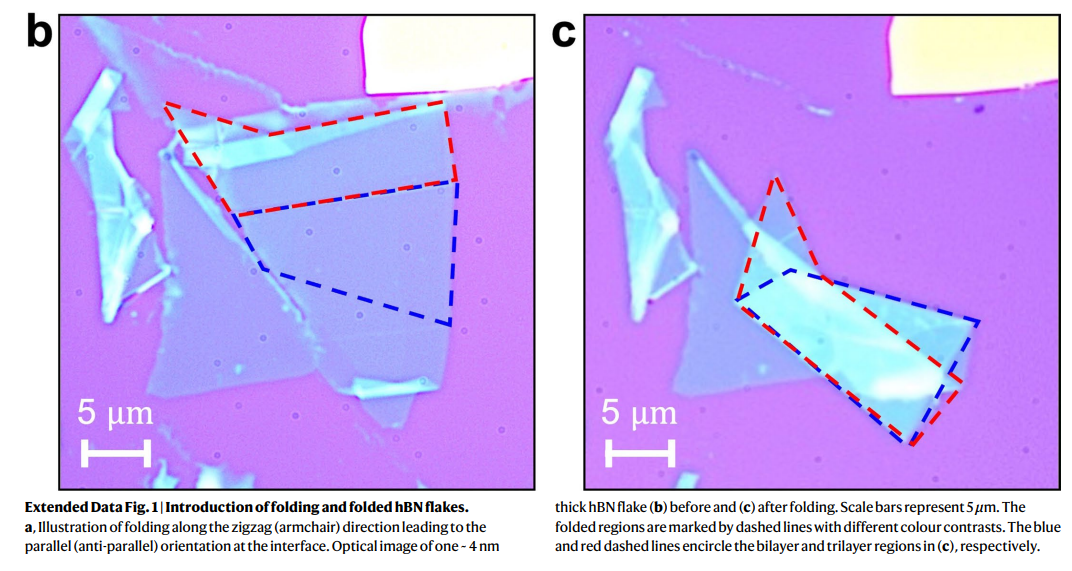 b
c
5 μm
5 μm
Extended Data Fig. 1 | Introduction of folding and folded hBN flakes.
a, Illustration of folding along the zigzag (armchair) direction leading to the
parallel (anti-parallel) orientation at the interface. Optical image of one ~ 4 nm
thick hBN flake (b) before and (c) after folding. Scale bars represent 5 μm. The
folded regions are marked by dashed lines with different colour contrasts. The blue
and red dashed lines encircle the bilayer and trilayer regions in (c), respectively.